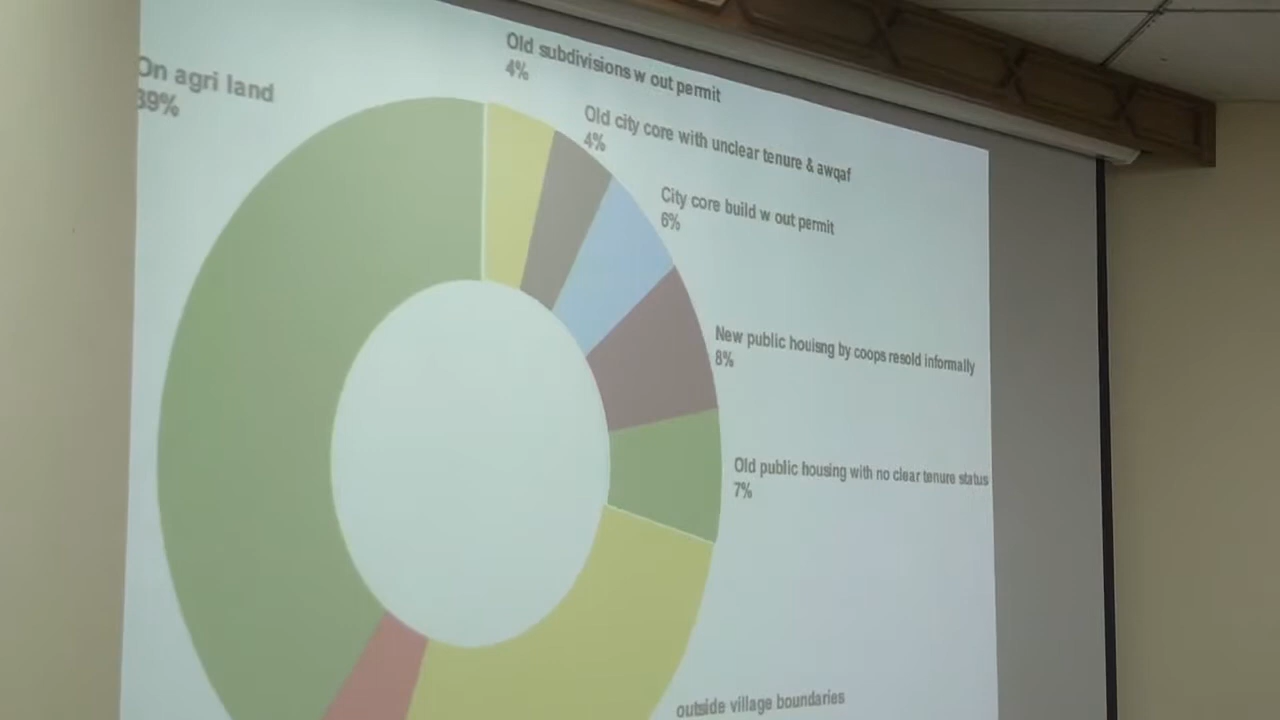 Old subdivisions w out permit
4%
On agri land
39%
Old city core with unclear tenure & awqaf
4%
City core build w out permit
6%
New public houisng by coops resold informally
8%
Old public housing with no clear tenure status
7%
outside village boundaries